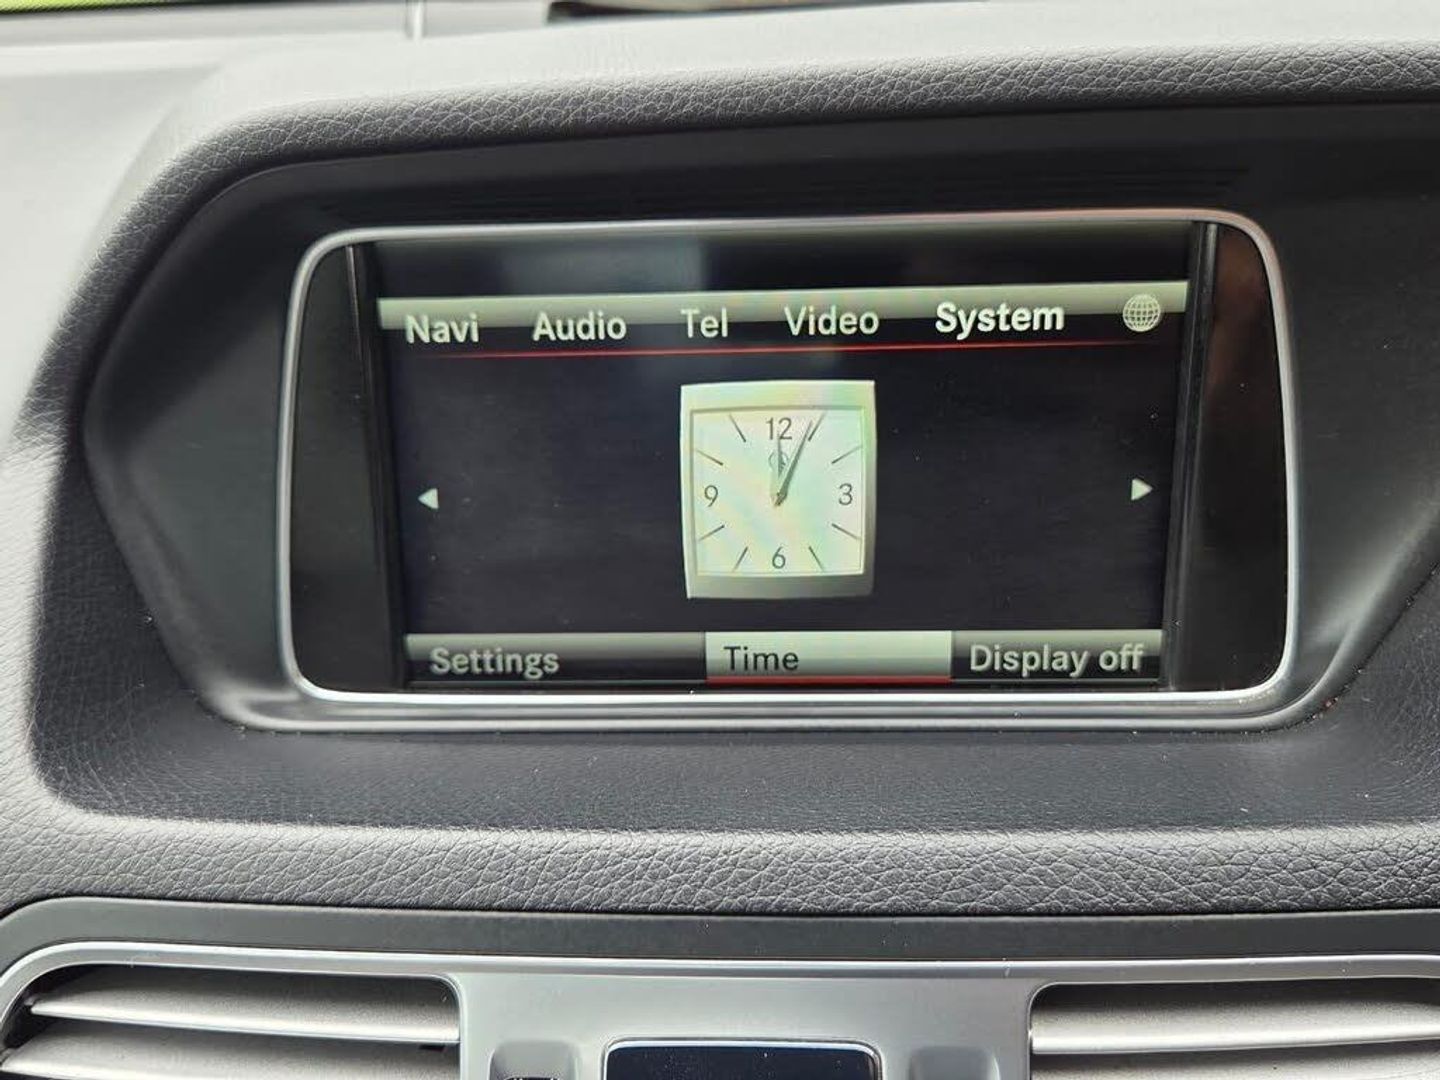 Navi Audio Tel Video System
12
9 3
6
Settings Time Display off